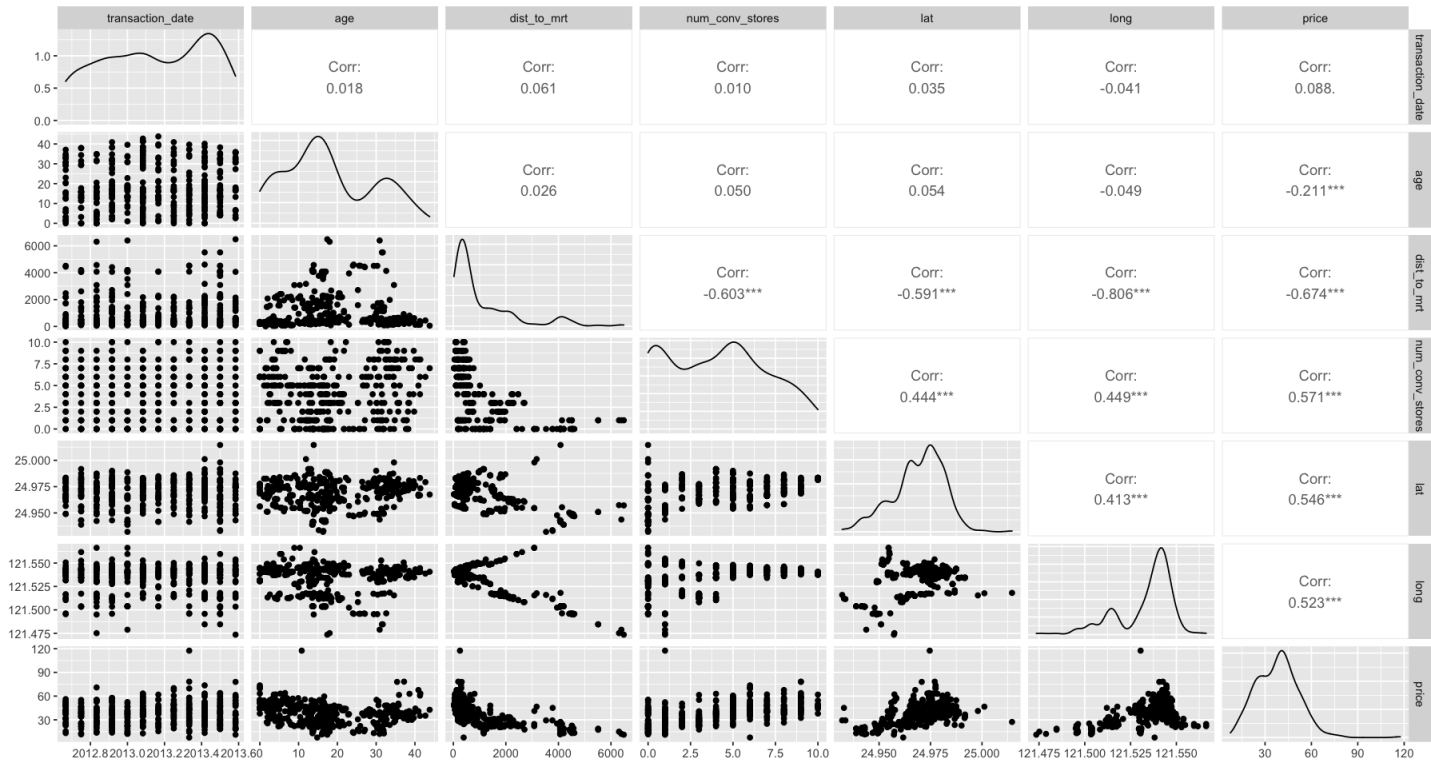 transaction_date age dist_to_mrt num_conv_stores lat long price
1.0
0.5
0.0
Corr: Corr: Corr: Corr: Corr: Corr:
0.018 0.061 0.010 0.035 -0.041 0.088.
transaction_date
40
30
20
10
0
Corr: Corr: Corr: Corr: Corr:
0.026 0.050 0.054 -0.049 -0.211***
age
6000
4000
2000
0
Corr: Corr: Corr: Corr:
-0.603*** -0.591*** -0.806*** -0.674***
dist_to_mrt
10.0
7.5
5.0
2.5
0.0
Corr: Corr: Corr:
0.444*** 0.449*** 0.571***
num_conv_stores
25.000
24.975
24.950
Corr: Corr:
0.413*** 0.546***
lat
121.550
121.525
121.500
121.475
Corr:
0.523***
long
120
90
60
30
price
2012.8 2013.0 2013.2 2013.4 2013.6 0 10 20 30 40 0 2000 4000 6000 0.0 2.5 5.0 7.5 10.0 24.950 24.975 25.000 121.475 121.500 121.525 121.550 30 60 90 120